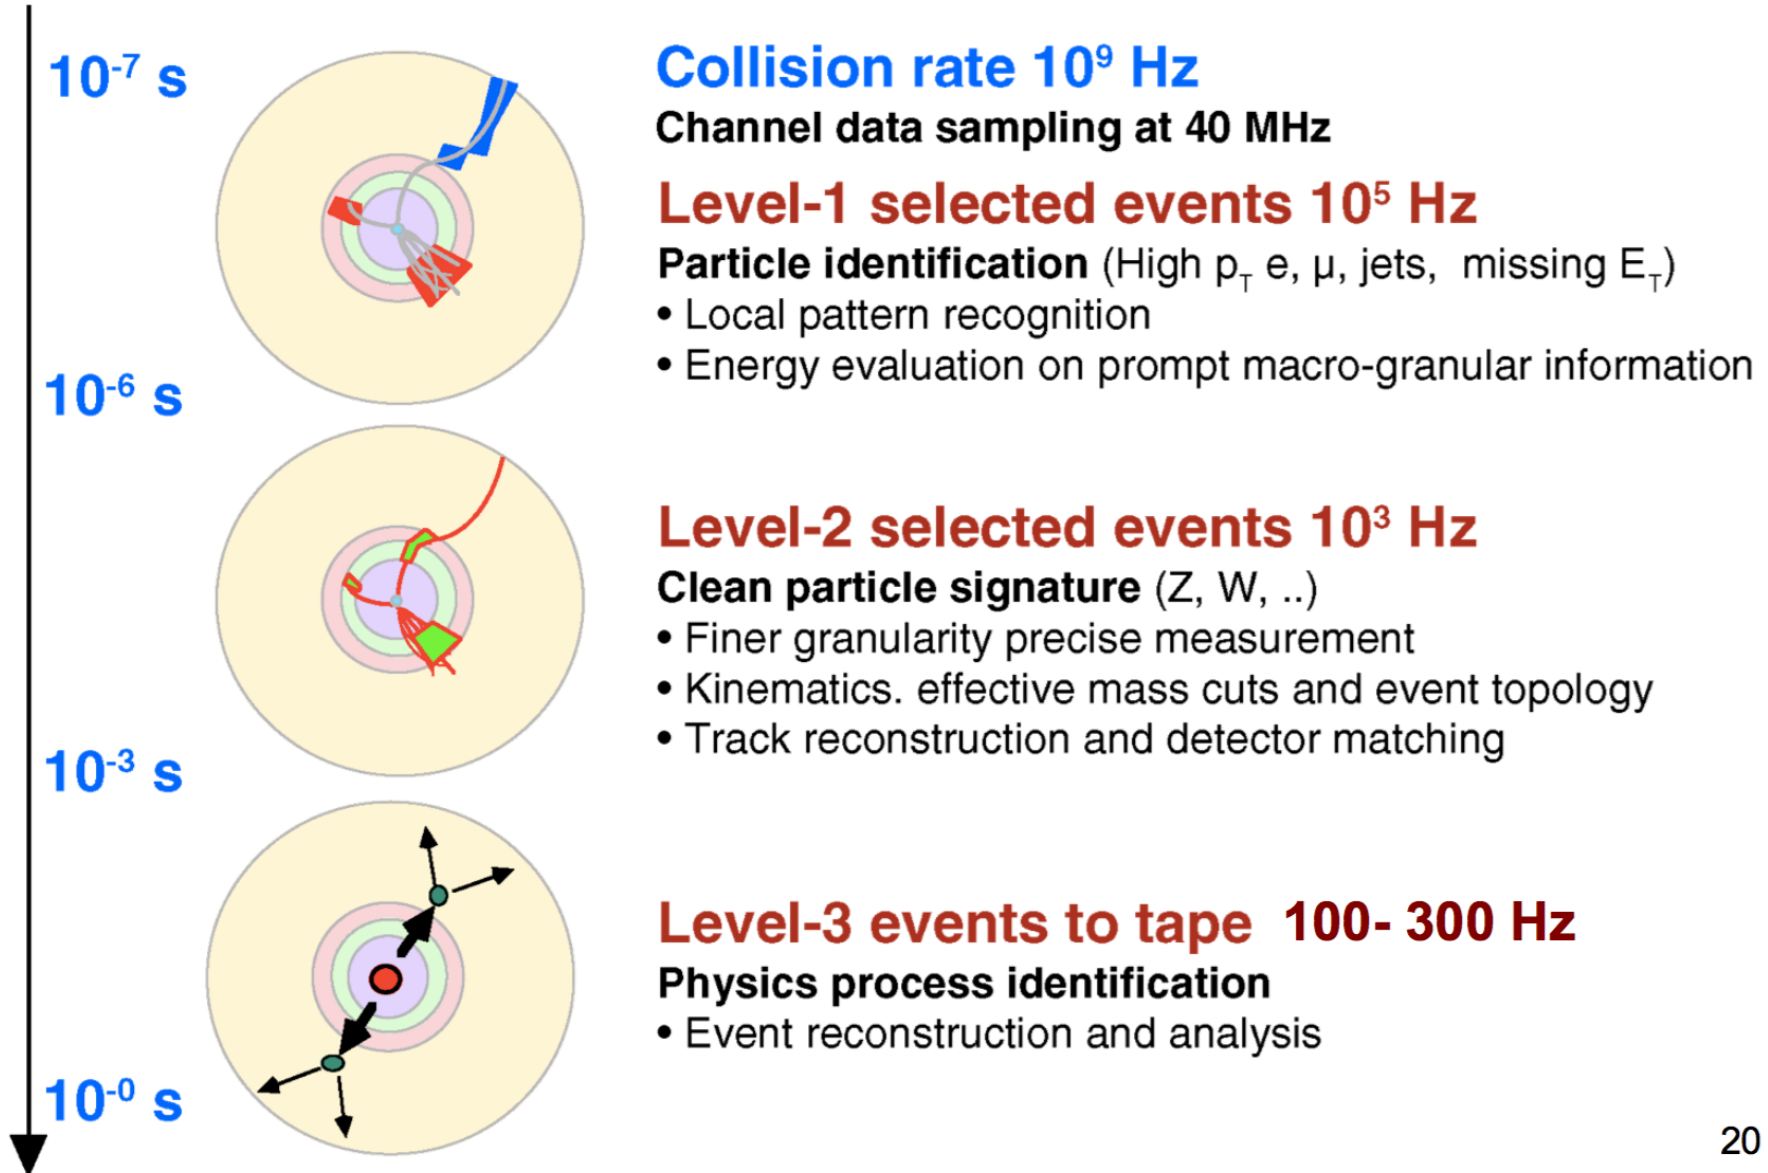 10⁻⁷ s
Collision rate 10⁹ Hz
Channel data sampling at 40 MHz
Level-1 selected events 10⁵ Hz
Particle identification (High p_T e, μ, jets, missing E_T)
• Local pattern recognition
• Energy evaluation on prompt macro-granular information
10⁻⁶ s
Level-2 selected events 10³ Hz
Clean particle signature (Z, W, ..)
• Finer granularity precise measurement
• Kinematics. effective mass cuts and event topology
• Track reconstruction and detector matching
10⁻³ s
Level-3 events to tape 100- 300 Hz
Physics process identification
• Event reconstruction and analysis
10⁻⁰ s
20